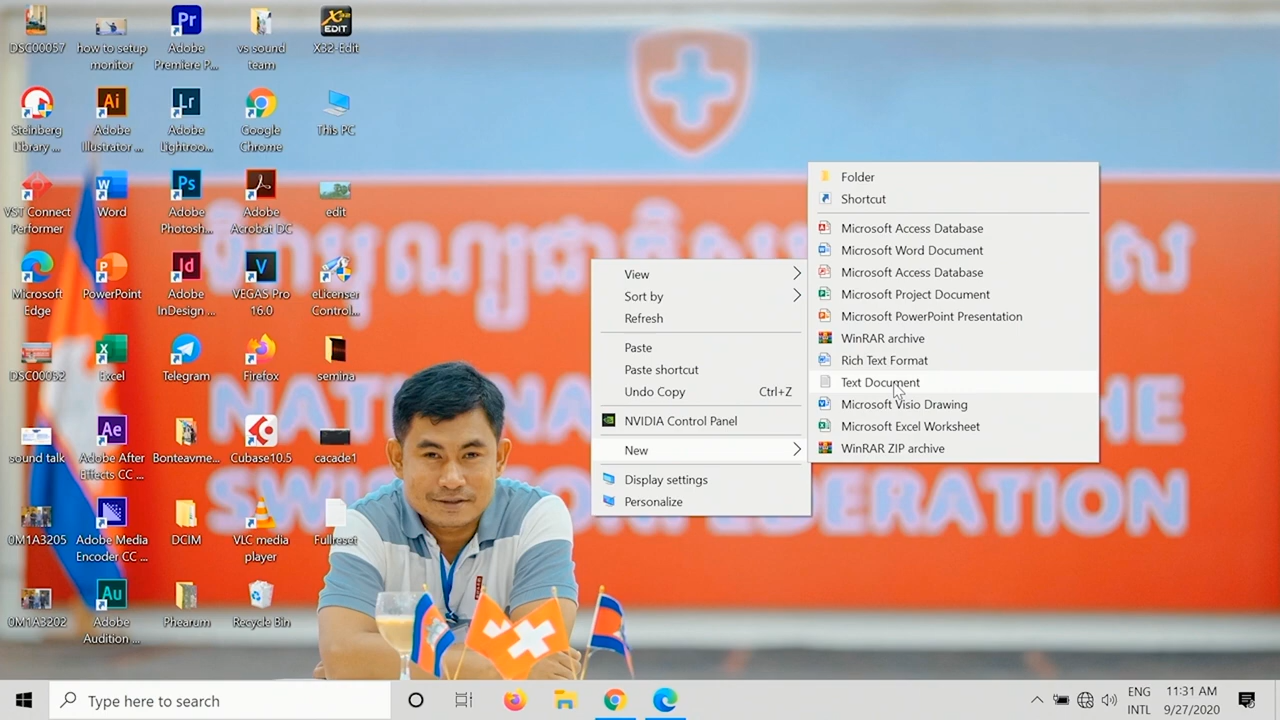 DSC00057
how to setup
monitor
Adobe
Premiere P...
vs sound
team
X32-Edit
Steinberg
Library ...
Adobe
Illustrator ...
Adobe
Lightroo...
Google
Chrome
This PC
VST Connect
Performer
Word
Adobe
Photosh...
Adobe
Acrobat DC
edit
Microsoft
Edge
PowerPoint
Adobe
InDesign ...
VEGAS Pro
16.0
eLicenser
Control...
DSC00032
Excel
Telegram
Firefox
semina
sound talk
Adobe After
Effects CC ...
Bonteavme...
Cubase10.5
cacade1
0M1A3205
Adobe Media
Encoder CC ...
DCIM
VLC media
player
Fullreset
0M1A3202
Adobe
Audition ...
Phearum
Recycle Bin
View
Sort by
Refresh
Paste
Paste shortcut
Undo Copy Ctrl+Z
NVIDIA Control Panel
New
Display settings
Personalize
Folder
Shortcut
Microsoft Access Database
Microsoft Word Document
Microsoft Access Database
Microsoft Project Document
Microsoft PowerPoint Presentation
WinRAR archive
Rich Text Format
Text Document
Microsoft Visio Drawing
Microsoft Excel Worksheet
WinRAR ZIP archive
Type here to search
ENG
INTL
11:31 AM
9/27/2020